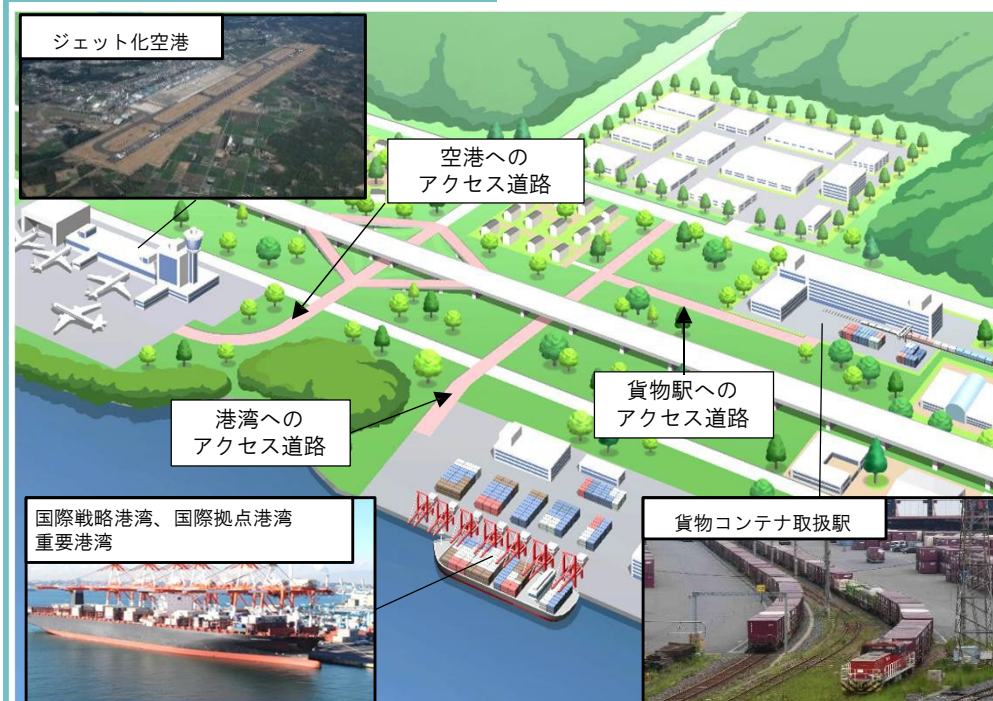 ジェット化空港
空港への
アクセス道路
港湾への
アクセス道路
貨物駅への
アクセス道路
国際戦略港湾、国際拠点港湾
重要港湾
貨物コンテナ取扱駅